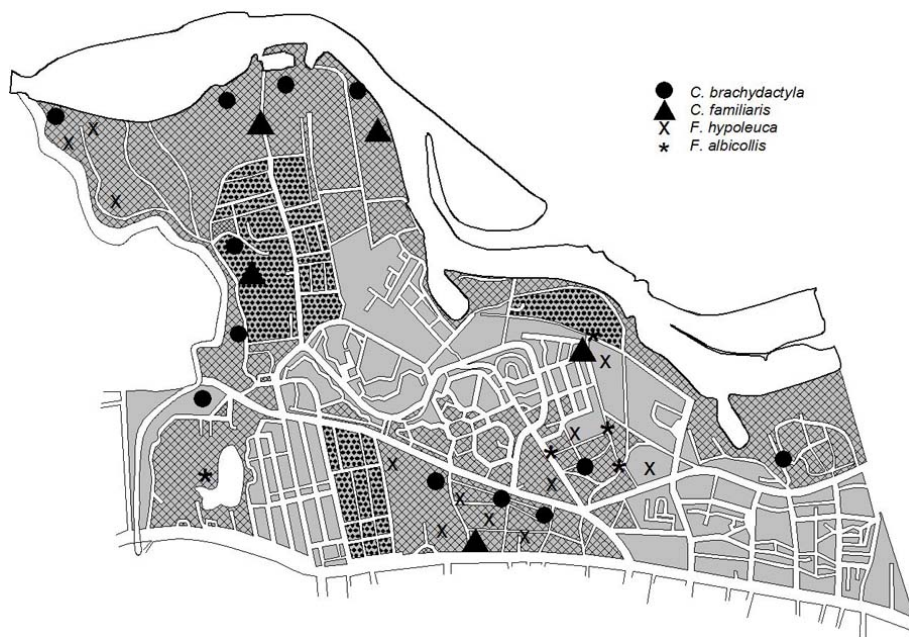 C. brachydactyla
C. familiaris
F. hypoleuca
F. albicollis